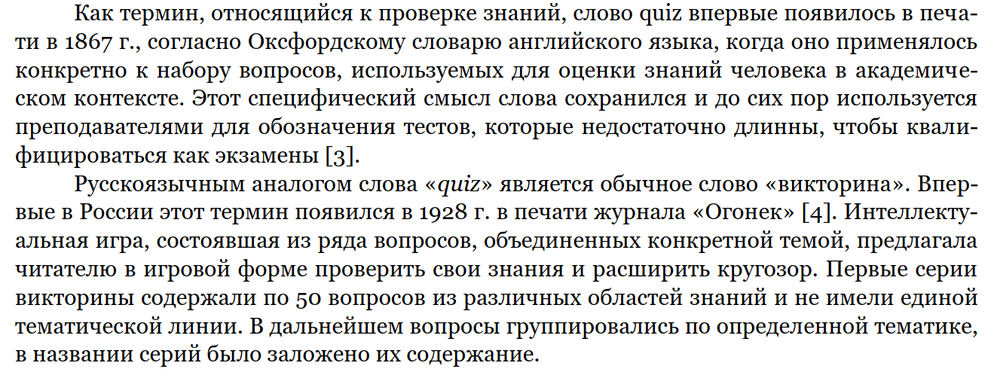 Как термин, относящийся к проверке знаний, слово quiz впервые появилось в печа-
ти в 1867 г., согласно Оксфордскому словарю английского языка, когда оно применялось
конкретно к набору вопросов, используемых для оценки знаний человека в академиче-
ском контексте. Этот специфический смысл слова сохранился и до сих пор используется
преподавателями для обозначения тестов, которые недостаточно длинны, чтобы квали-
фицироваться как экзамены [3].
Русскоязычным аналогом слова «quiz» является обычное слово «викторина». Впер-
вые в России этот термин появился в 1928 г. в печати журнала «Огонек» [4]. Интеллекту-
альная игра, состоявшая из ряда вопросов, объединенных конкретной темой, предлагала
читателю в игровой форме проверить свои знания и расширить кругозор. Первые серии
викторины содержали по 50 вопросов из различных областей знаний и не имели единой
тематической линии. В дальнейшем вопросы группировались по определенной тематике,
в названии серий было заложено их содержание.